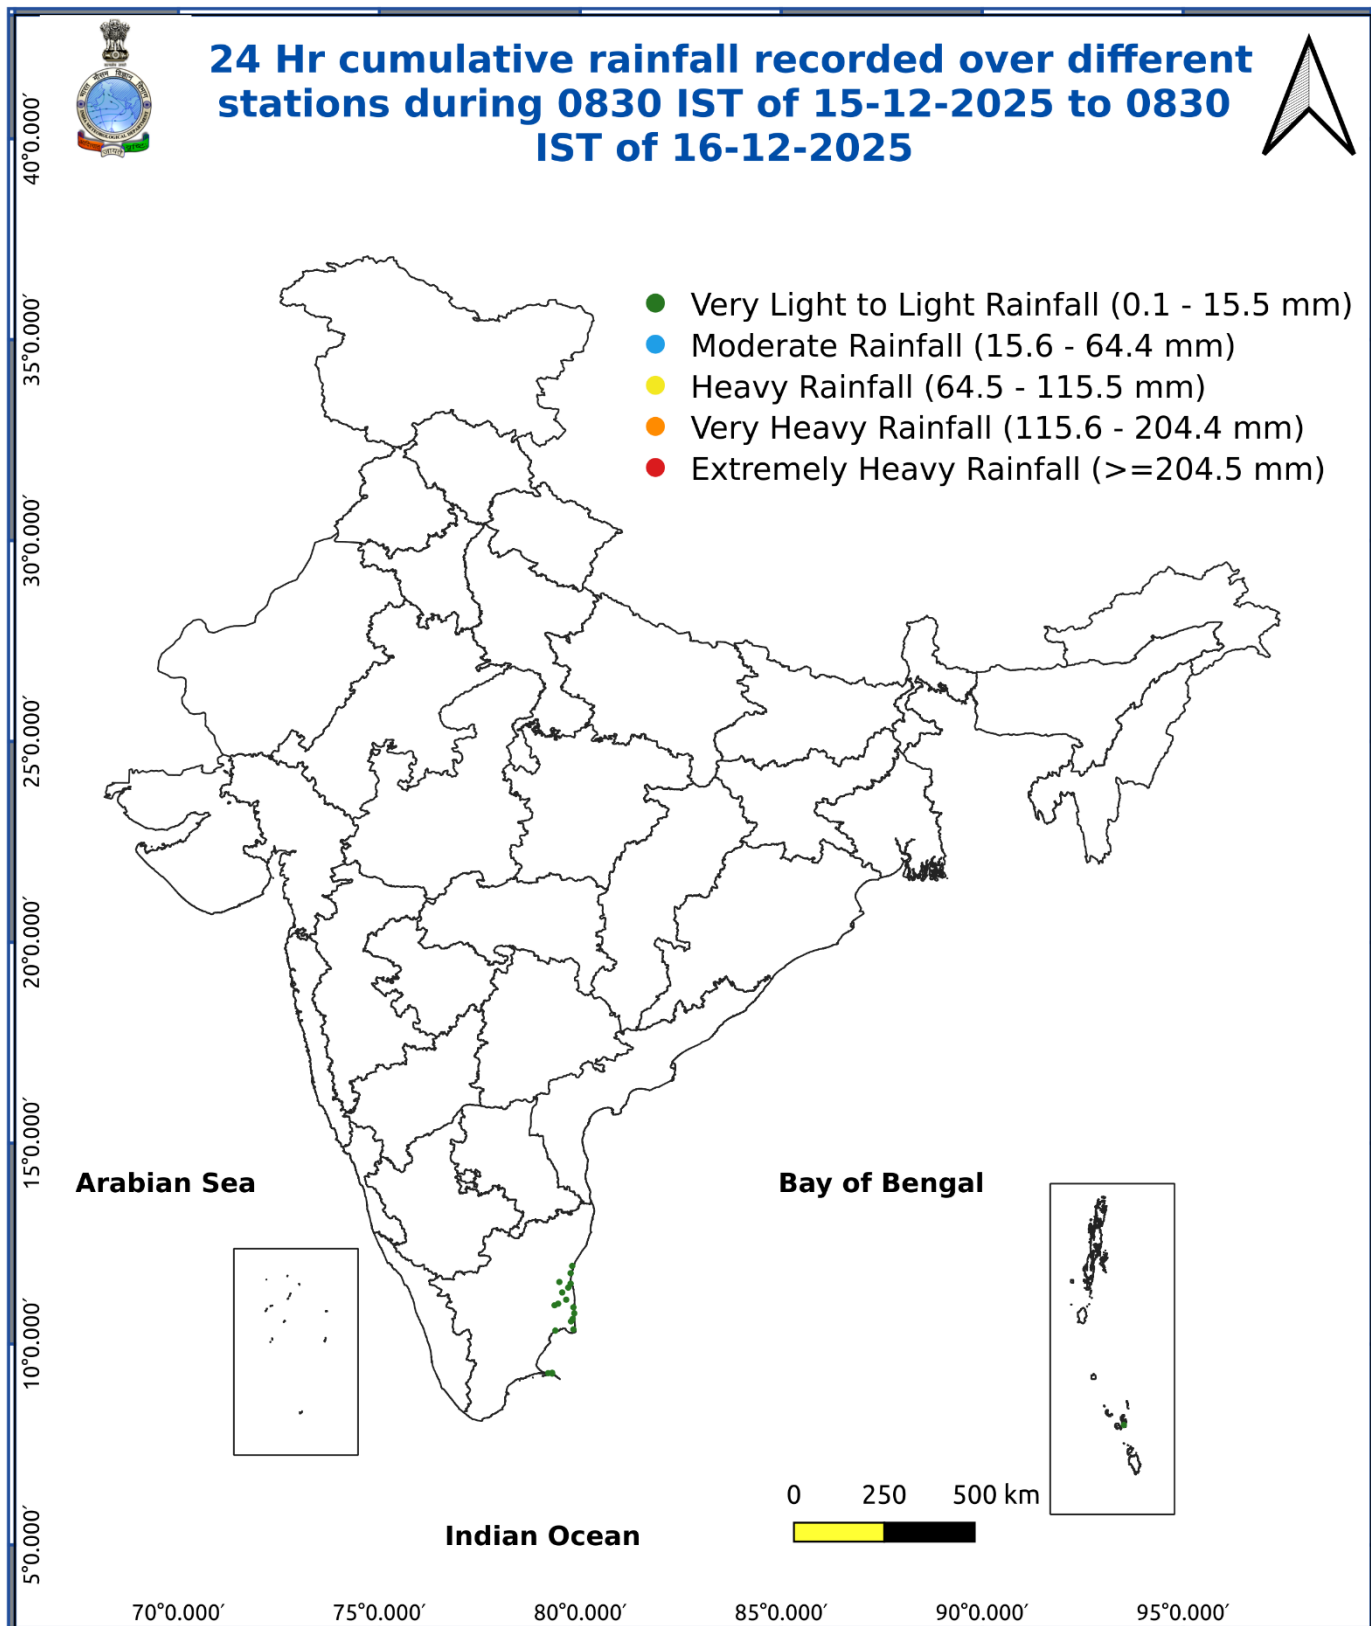 24 Hr cumulative rainfall recorded over different
stations during 0830 IST of 15-12-2025 to 0830
IST of 16-12-2025
Very Light to Light Rainfall (0.1 - 15.5 mm)
Moderate Rainfall (15.6 - 64.4 mm)
Heavy Rainfall (64.5 - 115.5 mm)
Very Heavy Rainfall (115.6 - 204.4 mm)
Extremely Heavy Rainfall (>=204.5 mm)
40°0.000′
35°0.000′
30°0.000′
25°0.000′
20°0.000′
15°0.000′
10°0.000′
5°0.000′
Arabian Sea
Bay of Bengal
Indian Ocean
0 250 500 km
70°0.000′ 75°0.000′ 80°0.000′ 85°0.000′ 90°0.000′ 95°0.000′